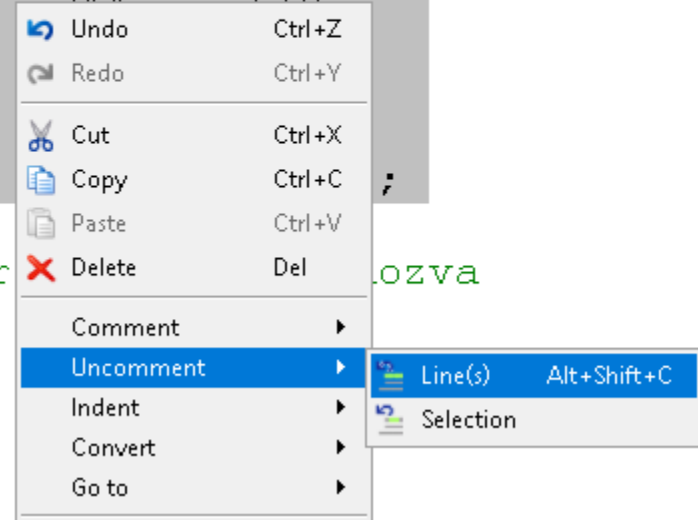 Undo Ctrl+Z
Redo Ctrl+Y
Cut Ctrl+X
Copy Ctrl+C ;
Paste Ctrl+V
Delete Del ozva
Comment
Uncomment Line(s) Alt+Shift+C
Indent Selection
Convert
Go to